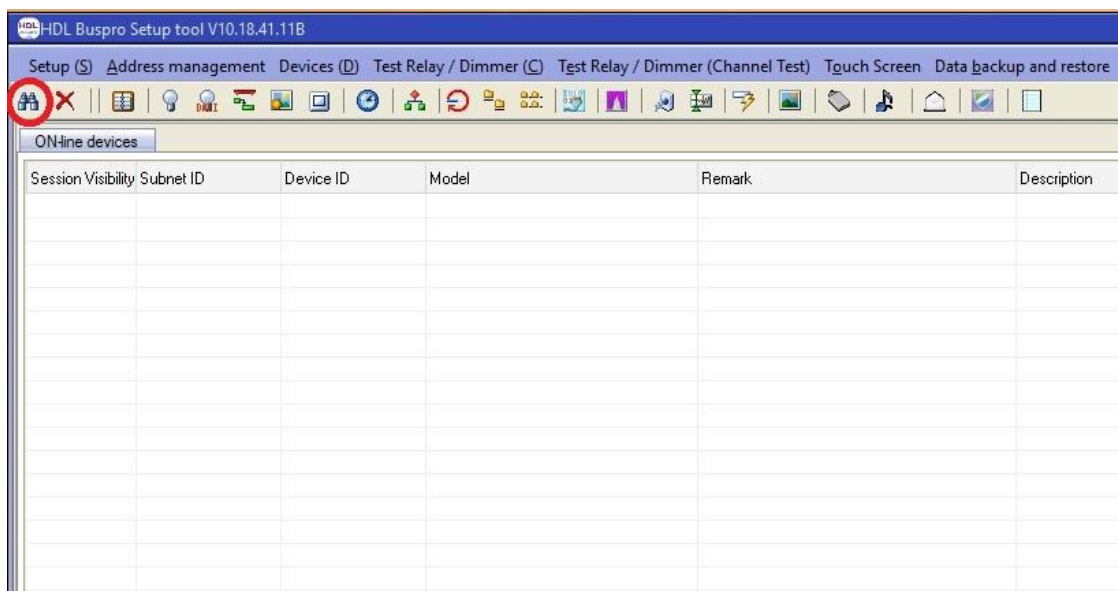 HDL Buspro Setup tool V10.18.41.11B
Setup (S) Address management Devices (D) Test Relay / Dimmer (C) Test Relay / Dimmer (Channel Test) Touch Screen Data backup and restore
ON-line devices
Session Visibility Subnet ID Device ID Model Remark Description